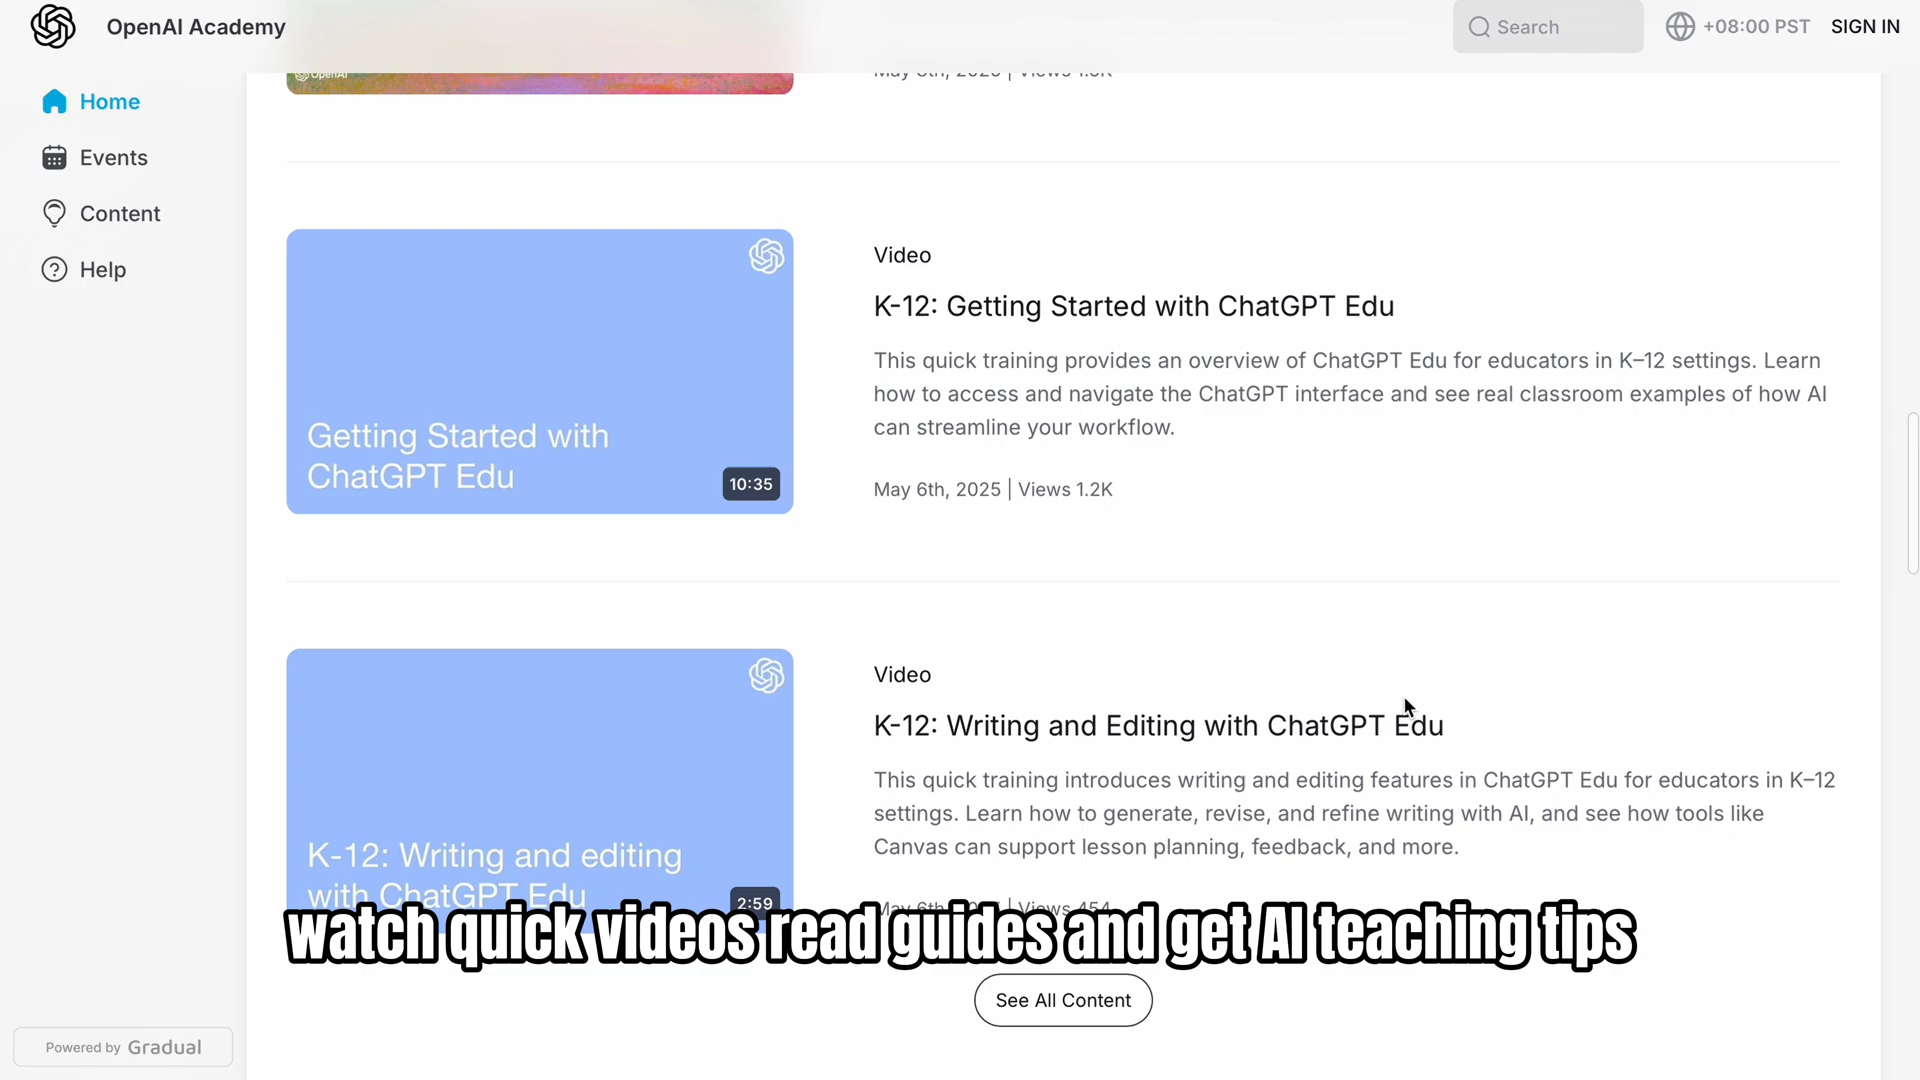 OpenAI Academy
Search
+08:00 PST
SIGN IN
Home
Events
Content
Help
OpenAI
Getting Started with
ChatGPT Edu
10:35
Video
K-12: Getting Started with ChatGPT Edu
This quick training provides an overview of ChatGPT Edu for educators in K–12 settings. Learn
how to access and navigate the ChatGPT interface and see real classroom examples of how AI
can streamline your workflow.
May 6th, 2025 | Views 1.2K
K-12: Writing and editing
with ChatGPT Edu
2:59
Video
K-12: Writing and Editing with ChatGPT Edu
This quick training introduces writing and editing features in ChatGPT Edu for educators in K–12
settings. Learn how to generate, revise, and refine writing with AI, and see how tools like
Canvas can support lesson planning, feedback, and more.
May 6th, | Views 454
watch quick videos read guides and get AI teaching tips
See All Content
Powered by Gradual